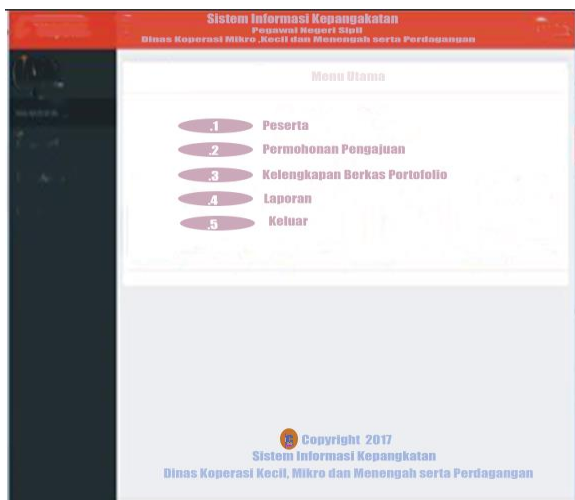 Sistem Informasi Kepangakatan
Pegawai Negeri Sipil
Dinas Koperasi Mikro ,Kecil dan Menengah serta Perdagangan
Menu Utama
.1 Peserta
.2 Permohonan Pengajuan
.3 Kelengkapan Berkas Portofolio
.4 Laporan
.5 Keluar
© Copyright 2017
Sistem Informasi Kepangkatan
Dinas Koperasi Kecil, Mikro dan Menengah serta Perdagangan